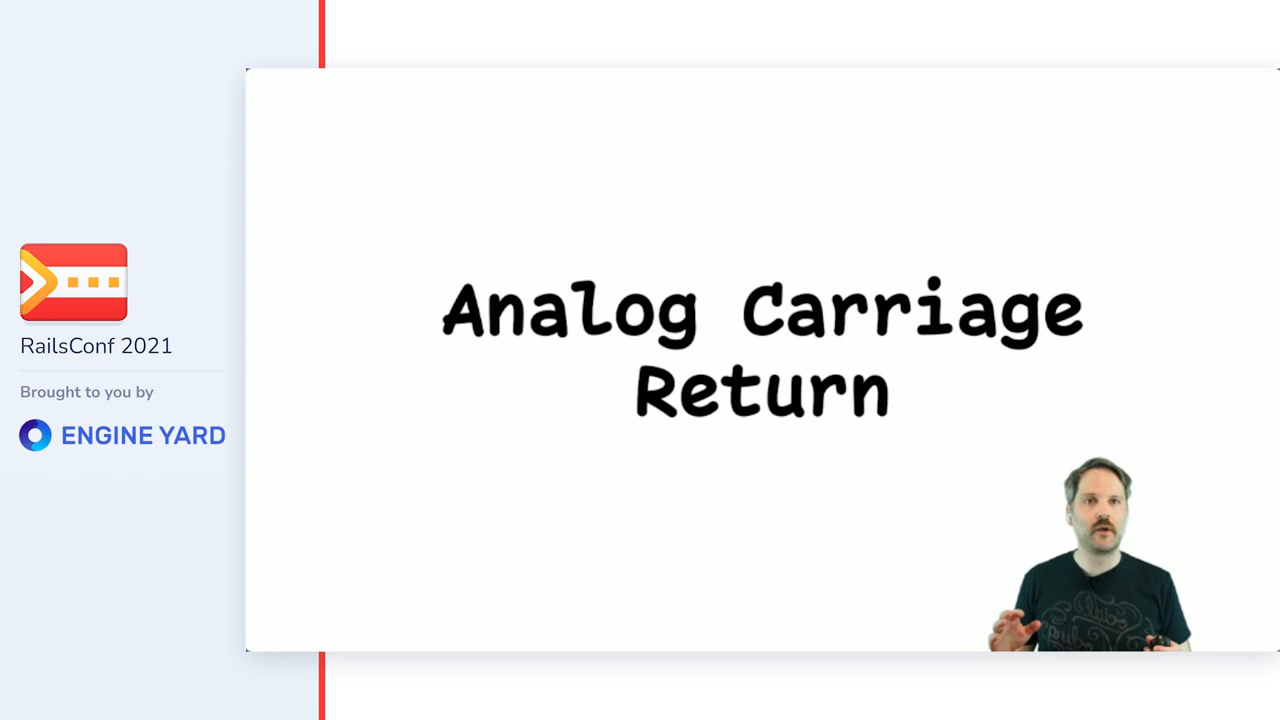 Analog Carriage
Return
RailsConf 2021
Brought to you by
ENGINE YARD